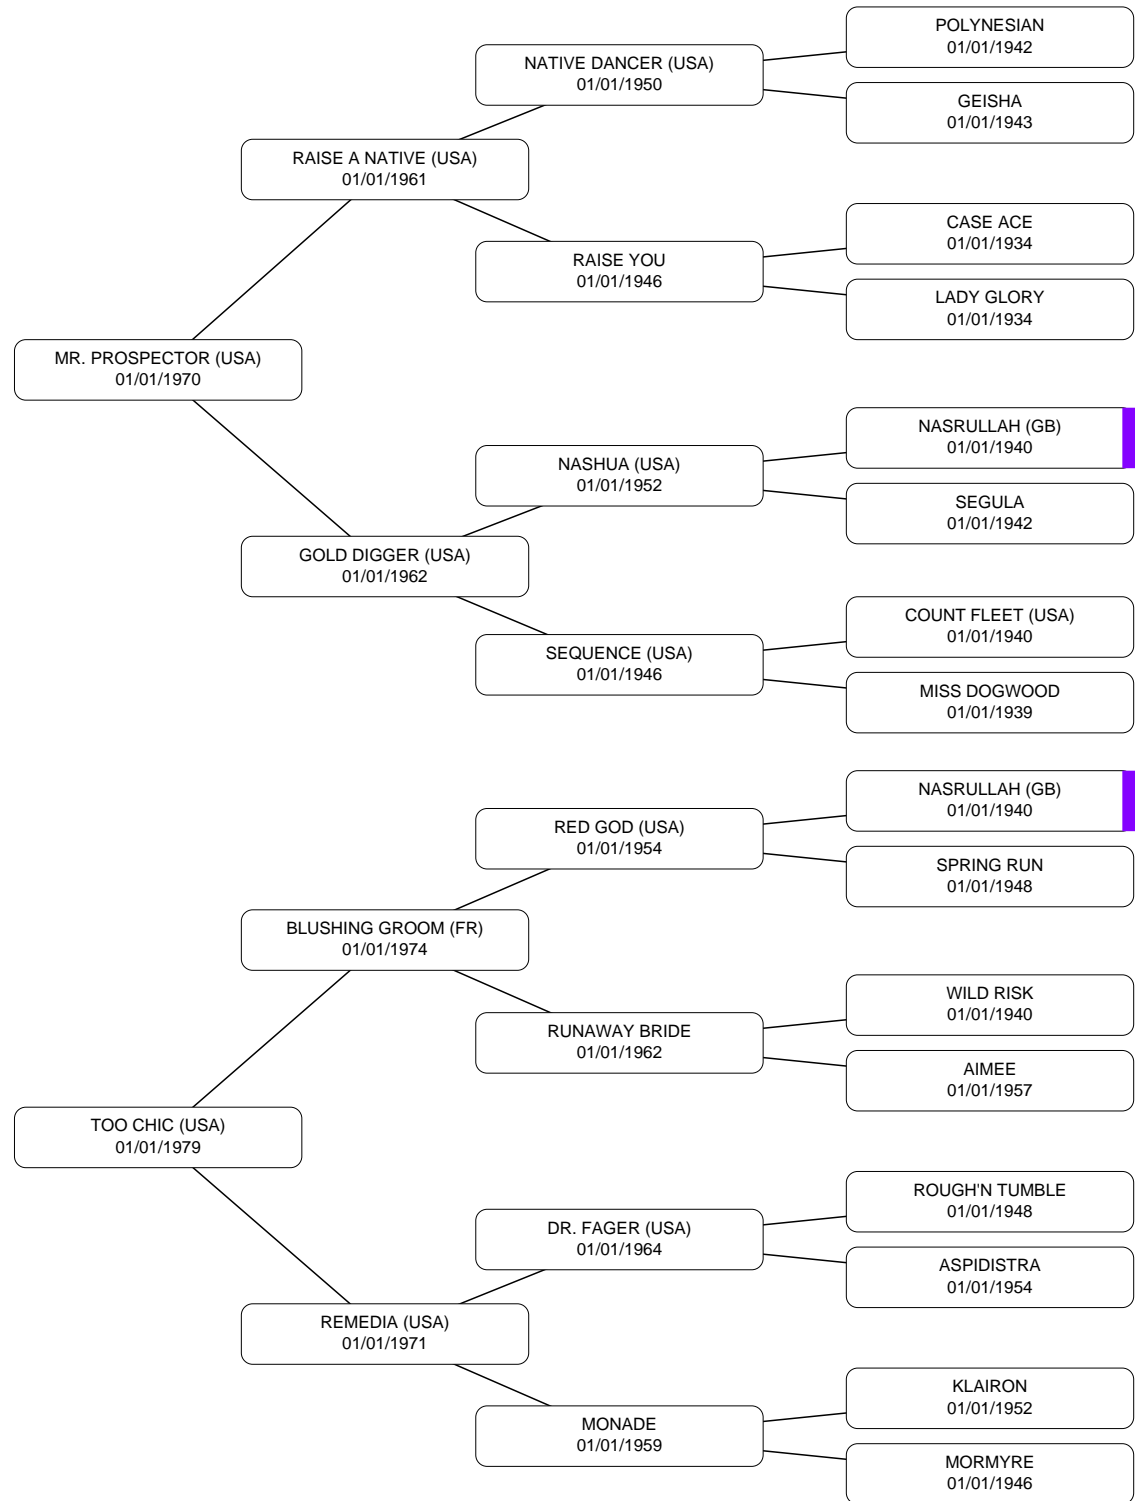 POLYNESIAN
01/01/1942
NATIVE DANCER (USA)
01/01/1950
GEISHA
01/01/1943
RAISE A NATIVE (USA)
01/01/1961
CASE ACE
01/01/1934
RAISE YOU
01/01/1946
LADY GLORY
01/01/1934
MR. PROSPECTOR (USA)
01/01/1970
NASRULLAH (GB)
01/01/1940
NASHUA (USA)
01/01/1952
SEGULA
01/01/1942
GOLD DIGGER (USA)
01/01/1962
COUNT FLEET (USA)
01/01/1940
SEQUENCE (USA)
01/01/1946
MISS DOGWOOD
01/01/1939
NASRULLAH (GB)
01/01/1940
RED GOD (USA)
01/01/1954
SPRING RUN
01/01/1948
BLUSHING GROOM (FR)
01/01/1974
WILD RISK
01/01/1940
RUNAWAY BRIDE
01/01/1962
AIMEE
01/01/1957
TOO CHIC (USA)
01/01/1979
ROUGH'N TUMBLE
01/01/1948
DR. FAGER (USA)
01/01/1964
ASPIDISTRA
01/01/1954
REMEDIA (USA)
01/01/1971
KLAIRON
01/01/1952
MONADE
01/01/1959
MORMYRE
01/01/1946